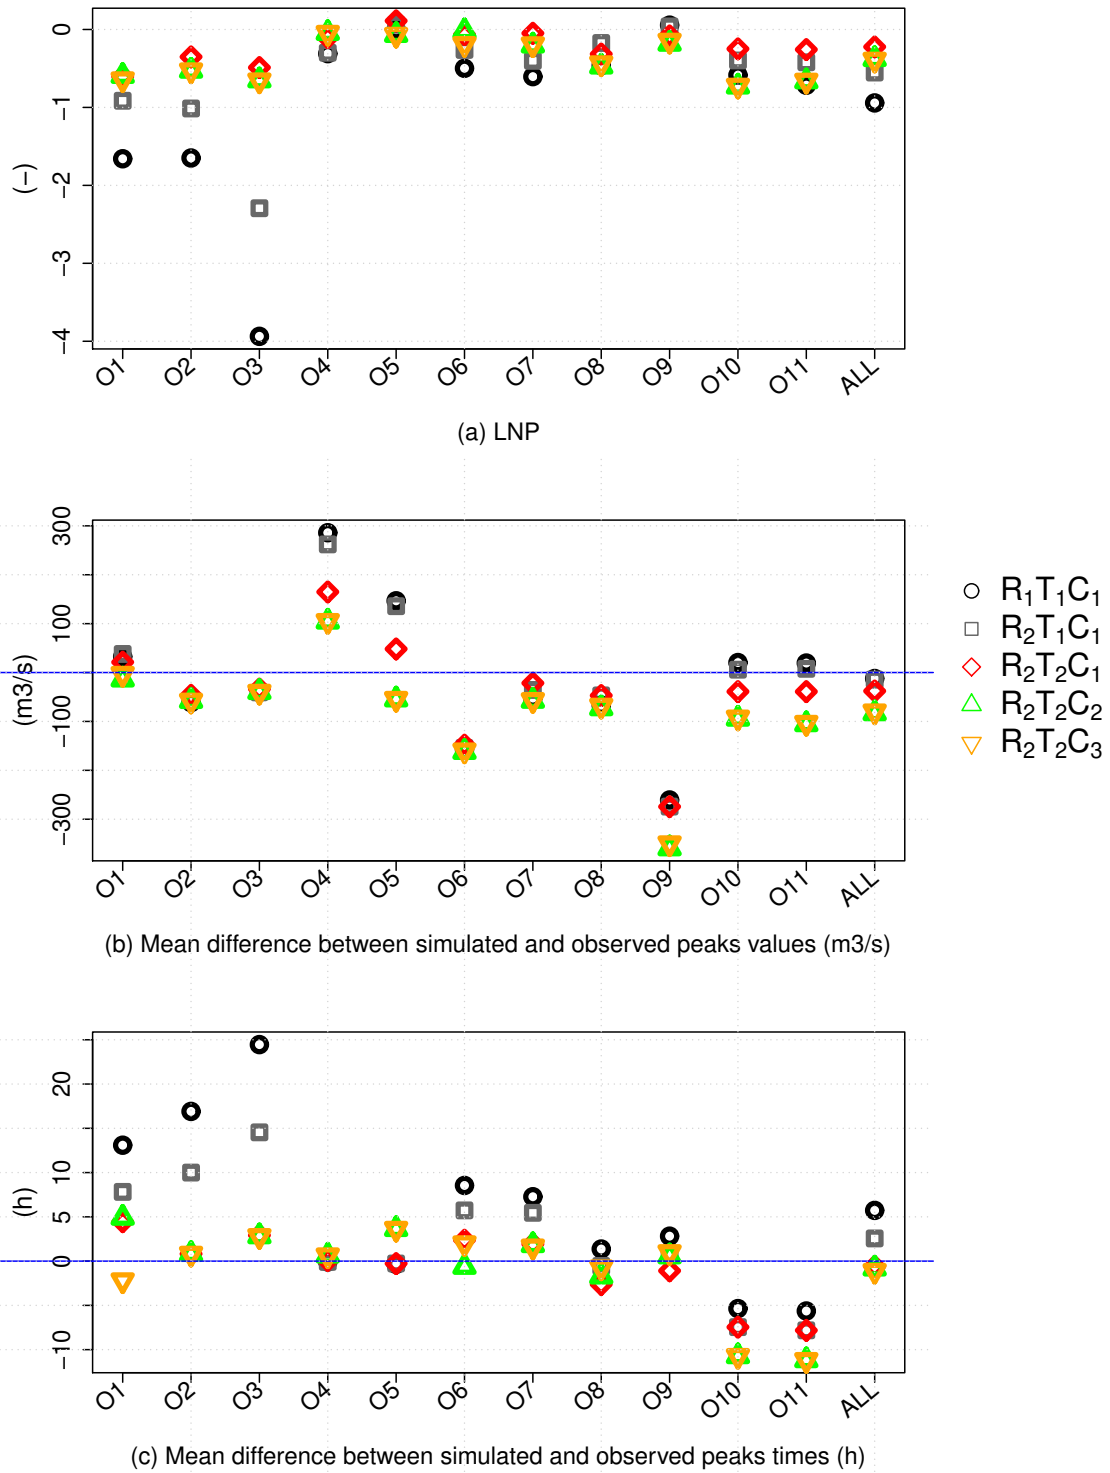 0
−1
−2
−3
−4
(−)
O1 O2 O3 O4 O5 O6 O7 O8 O9 O10 O11 ALL
(a) LNP
300
100
−100
−300
(m3/s)
O1 O2 O3 O4 O5 O6 O7 O8 O9 O10 O11 ALL
(b) Mean difference between simulated and observed peaks values (m3/s)
R₁T₁C₁
R₂T₁C₁
R₂T₂C₁
R₂T₂C₂
R₂T₂C₃
20
10
5
0
−10
(h)
O1 O2 O3 O4 O5 O6 O7 O8 O9 O10 O11 ALL
(c) Mean difference between simulated and observed peaks times (h)